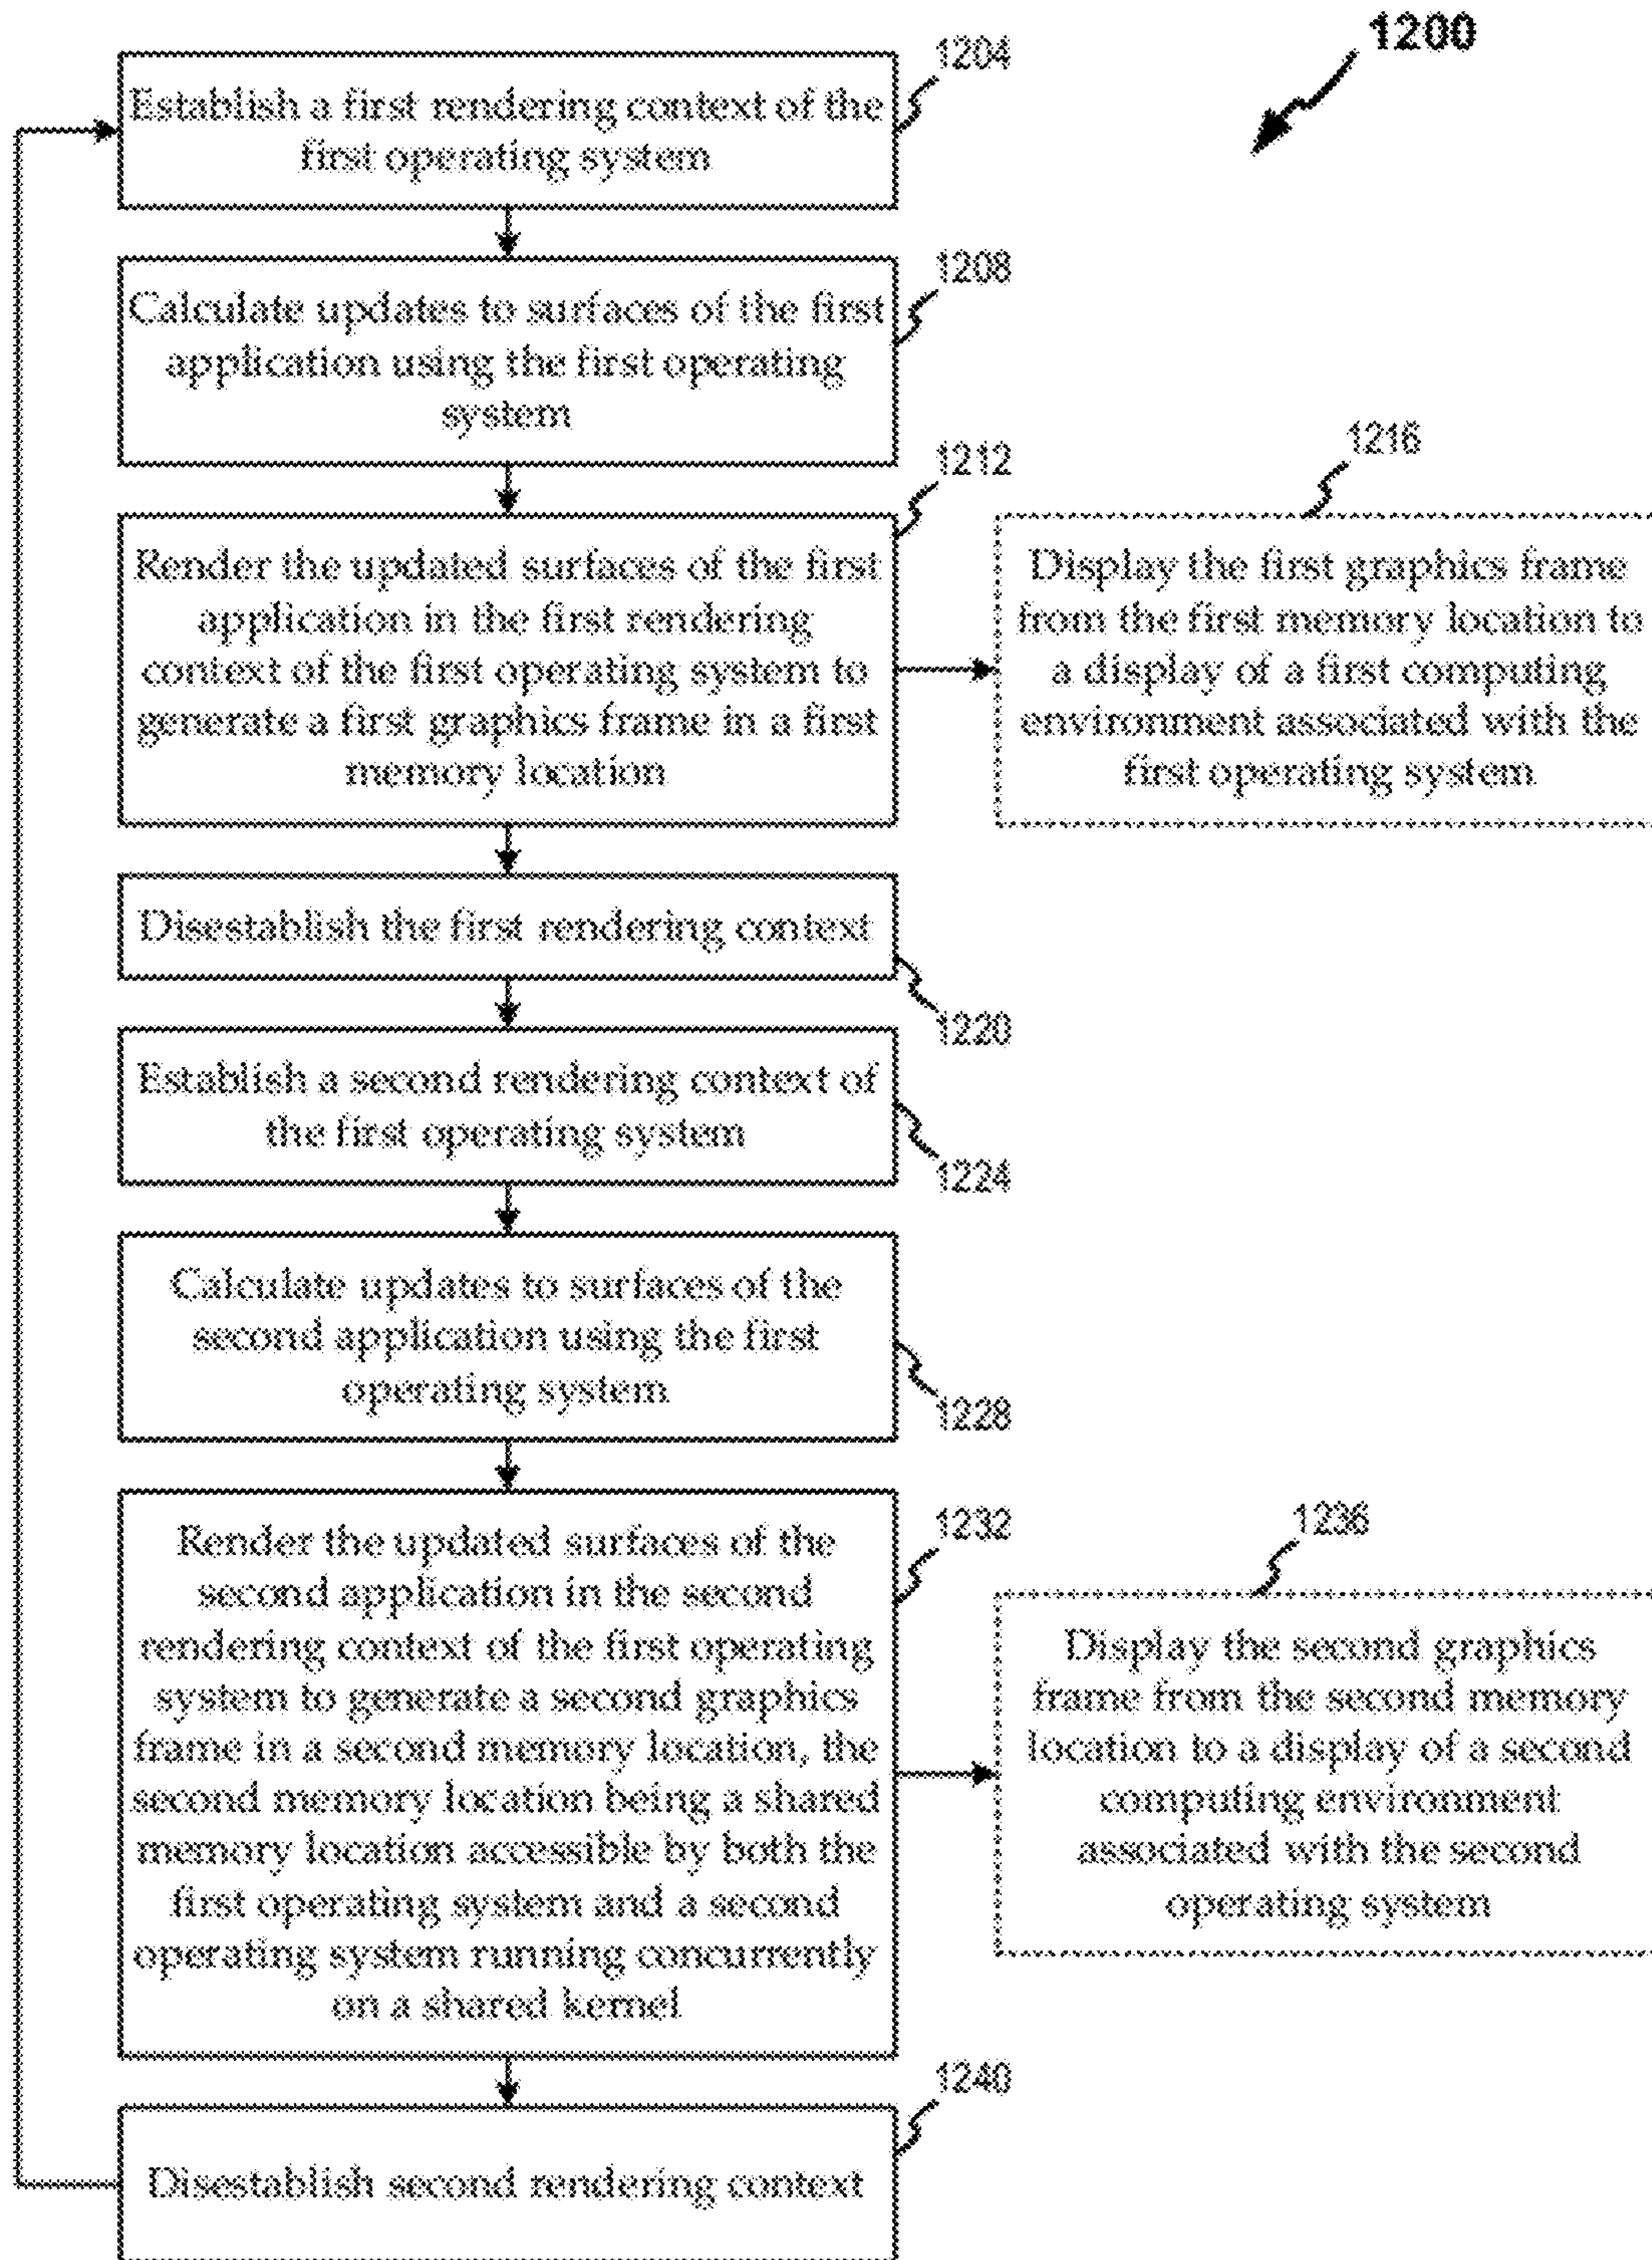 1200
1204
Establish a first rendering context of the
first operating system
1208
Calculate updates to surfaces of the first
application using the first operating
system
1212
Render the updated surfaces of the first
application in the first rendering
context of the first operating system to
generate a first graphics frame in a first
memory location
1216
Display the first graphics frame
from the first memory location to
a display of a first computing
environment associated with the
first operating system
Disestablish the first rendering context
1220
Establish a second rendering context of
the first operating system
1224
Calculate updates to surfaces of the
second application using the first
operating system
1228
1232
Render the updated surfaces of the
second application in the second
rendering context of the first operating
system to generate a second graphics
frame in a second memory location, the
second memory location being a shared
memory location accessible by both the
first operating system and a second
operating system running concurrently
on a shared kernel
1236
Display the second graphics
frame from the second memory
location to a display of a second
computing environment
associated with the second
operating system
1240
Disestablish second rendering context